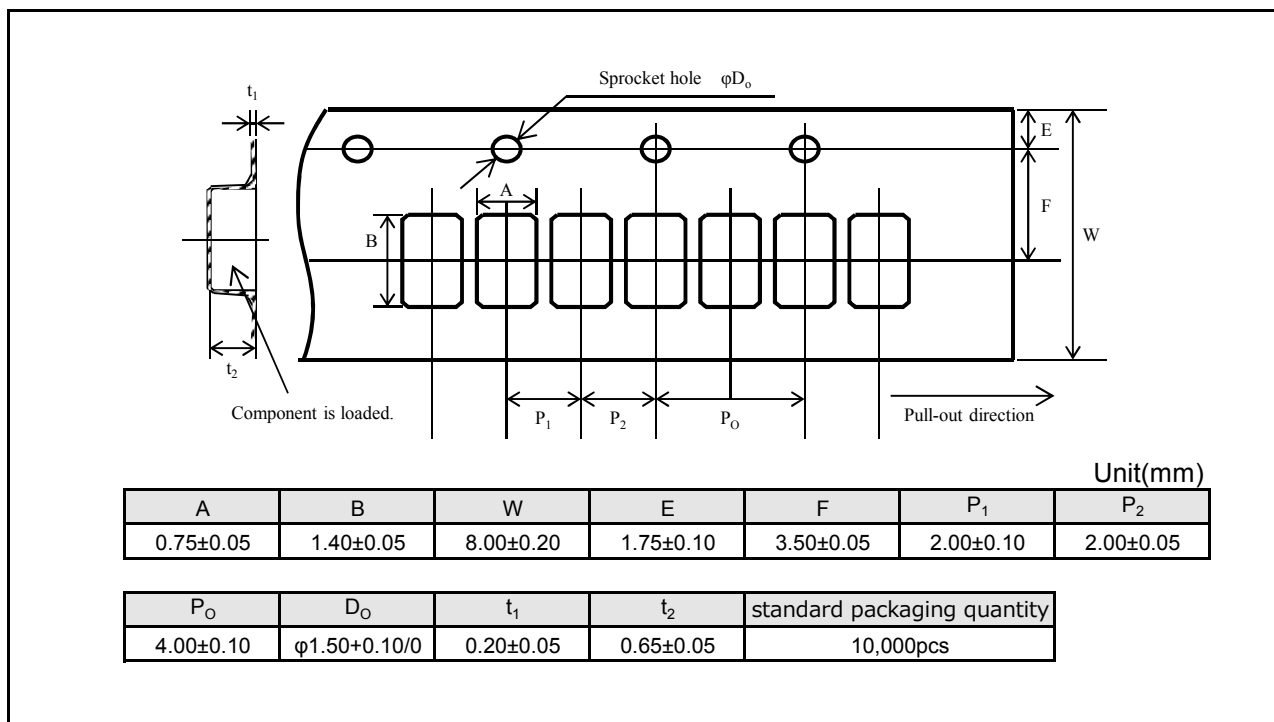 Sprocket hole φDo
t1
E
A
F
B
W
t2
Component is loaded.
P1 P2 PO
Pull-out direction
Unit(mm)
A B W E F P1 P2
0.75±0.05 1.40±0.05 8.00±0.20 1.75±0.10 3.50±0.05 2.00±0.10 2.00±0.05
PO DO t1 t2 standard packaging quantity
4.00±0.10 φ1.50+0.10/0 0.20±0.05 0.65±0.05 10,000pcs